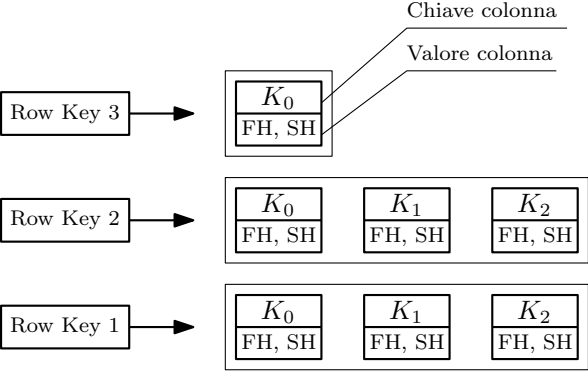 Chiave colonna
Valore colonna
Row Key 3
K₀
FH, SH
Row Key 2
K₀ K₁ K₂
FH, SH FH, SH FH, SH
Row Key 1
K₀ K₁ K₂
FH, SH FH, SH FH, SH